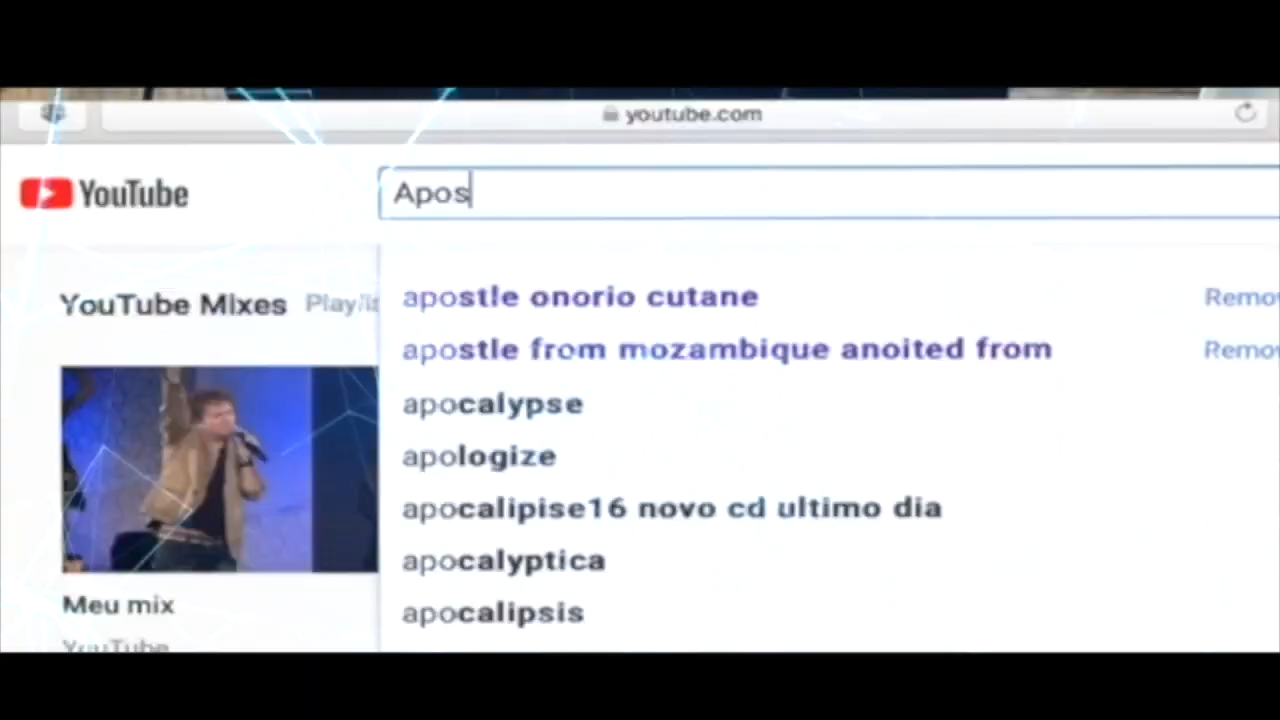 youtube.com
YouTube
Apos
YouTube Mixes
apostle onorio cutane
apostle from mozambique anoited from
apocalypse
apologize
apocalipise16 novo cd ultimo dia
apocalyptica
apocalipsis
Meu mix
YouTube